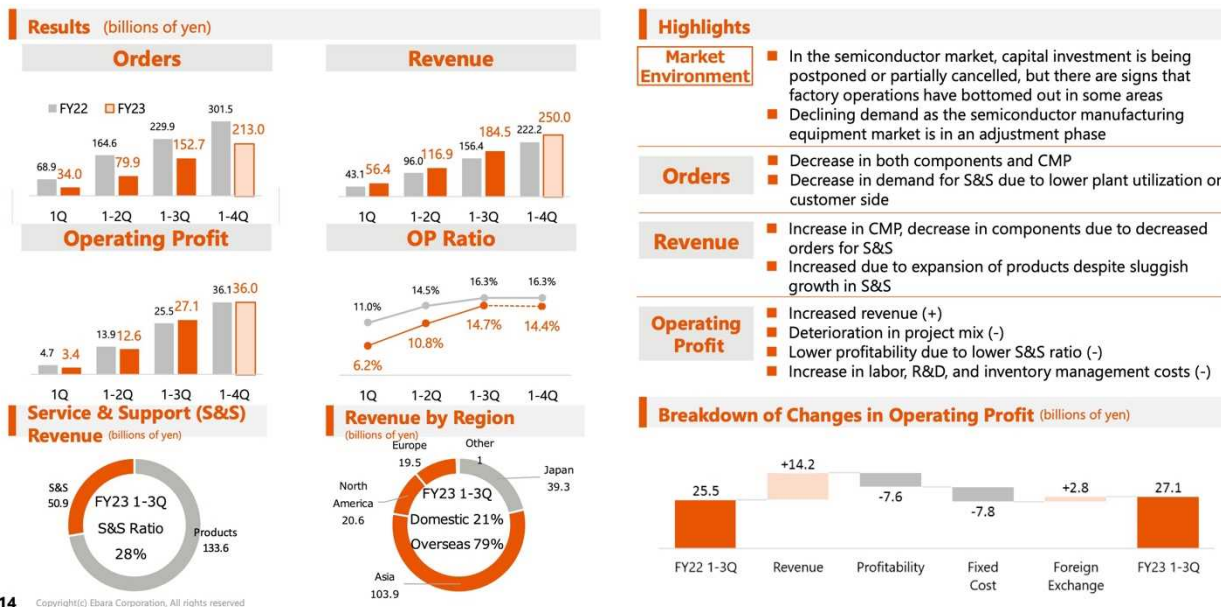 Results (billions of yen)
Orders
FY22 FY23
68.9 34.0
164.6 79.9
229.9 152.7
301.5 213.0
1Q 1-2Q 1-3Q 1-4Q
Revenue
43.1 56.4
96.0 116.9
156.4 184.5
222.2 250.0
1Q 1-2Q 1-3Q 1-4Q
Operating Profit
4.7 3.4
13.9 12.6
25.5 27.1
36.1 36.0
1Q 1-2Q 1-3Q 1-4Q
OP Ratio
11.0% 14.5% 16.3% 16.3%
6.2% 10.8% 14.7% 14.4%
1Q 1-2Q 1-3Q 1-4Q
Service & Support (S&S)
Revenue (billions of yen)
S&S
50.9
FY23 1-3Q
S&S Ratio
28%
Products
133.6
Revenue by Region
(billions of yen)
Europe
19.5
Other
1
Japan
39.3
North
America
20.6
FY23 1-3Q
Domestic 21%
Overseas 79%
Asia
103.9
Highlights
Market
Environment
■ In the semiconductor market, capital investment is being
postponed or partially cancelled, but there are signs that
factory operations have bottomed out in some areas
■ Declining demand as the semiconductor manufacturing
equipment market is in an adjustment phase
Orders
■ Decrease in both components and CMP
■ Decrease in demand for S&S due to lower plant utilization on
customer side
Revenue
■ Increase in CMP, decrease in components due to decreased
orders for S&S
■ Increased due to expansion of products despite sluggish
growth in S&S
Operating
Profit
■ Increased revenue (+)
■ Deterioration in project mix (-)
■ Lower profitability due to lower S&S ratio (-)
■ Increase in labor, R&D, and inventory management costs (-)
Breakdown of Changes in Operating Profit (billions of yen)
25.5 +14.2 -7.6 -7.8 +2.8 27.1
FY22 1-3Q Revenue Profitability Fixed Cost Foreign Exchange FY23 1-3Q
14 Copyright(c) Ebara Corporation, All rights reserved